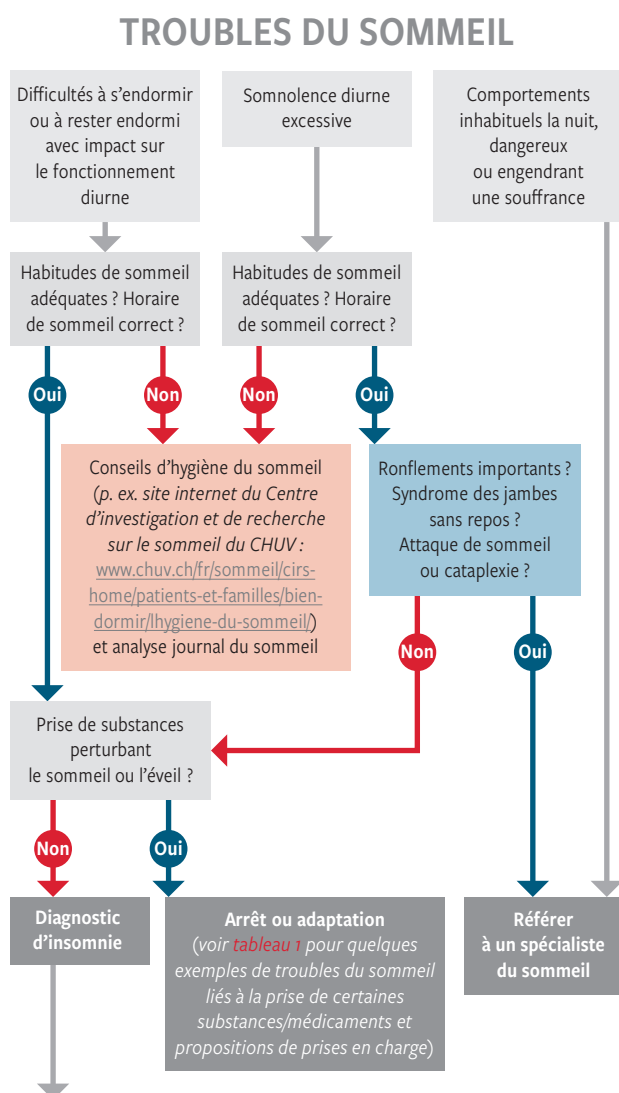 TROUBLES DU SOMMEIL
Difficultés à s’endormir
ou à rester endormi
avec impact sur
le fonctionnement
diurne
Somnolence diurne
excessive
Comportements
inhabituels la nuit,
dangereux
ou engendrant
une souffrance
Habitudes de sommeil
adéquates ? Horaire
de sommeil correct ?
Habitudes de sommeil
adéquates ? Horaire
de sommeil correct ?
Oui
Non
Non
Oui
Conseils d’hygiène du sommeil
(p. ex. site internet du Centre
d’investigation et de recherche
sur le sommeil du CHUV :
www.chuv.ch/fr/sommeil/cirs-
home/patients-et-familles/bien-
dormir/lhygiene-du-sommeil/)
et analyse journal du sommeil
Ronflements importants ?
Syndrome des jambes
sans repos ?
Attaque de sommeil
ou cataplexie ?
Non
Oui
Prise de substances
perturbant
le sommeil ou l’éveil ?
Non
Oui
Diagnostic
d’insomnie
Arrêt ou adaptation
(voir tableau 1 pour quelques
exemples de troubles du sommeil
liés à la prise de certaines
substances/médicaments et
propositions de prises en charge)
Référer
à un spécialiste
du sommeil